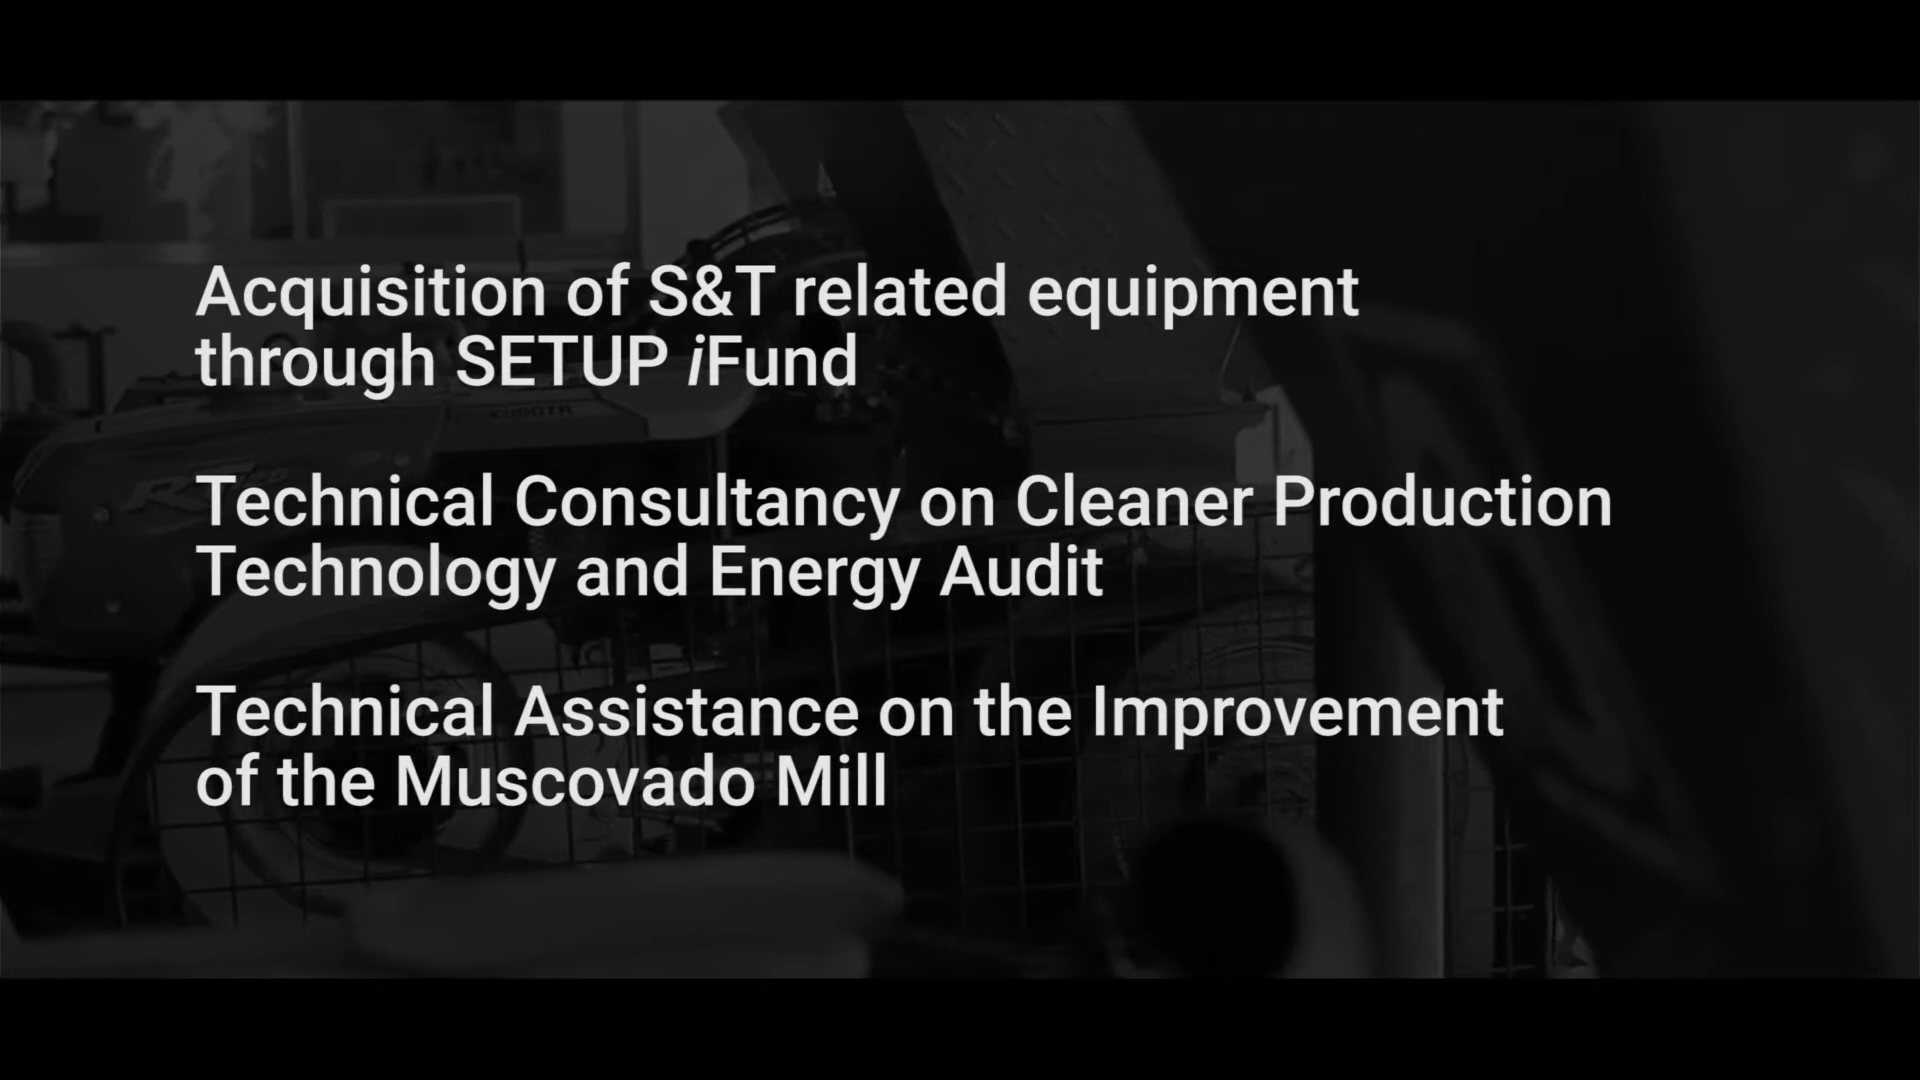 Acquisition of S&T related equipment
through SETUP iFund
KUBOTA
Technical Consultancy on Cleaner Production
Technology and Energy Audit
Technical Assistance on the Improvement
of the Muscovado Mill